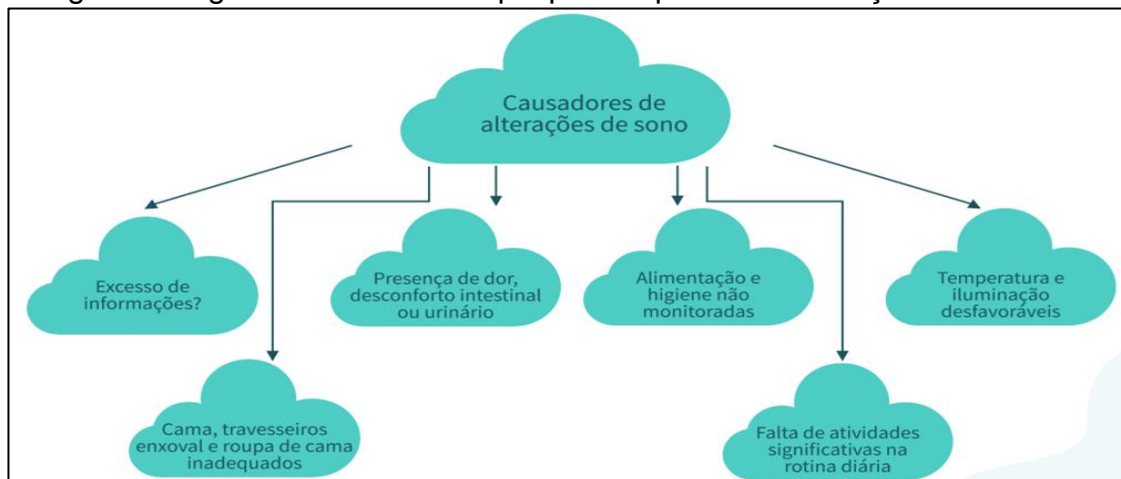 Causadores de
alterações de sono
Excesso de
informações?
Presença de dor,
desconforto intestinal
ou urinário
Alimentação e
higiene não
monitoradas
Temperatura e
iluminação
desfavoráveis
Cama, travesseiros
enxoval e roupa de cama
inadequados
Falta de atividades
significativas na
rotina diária